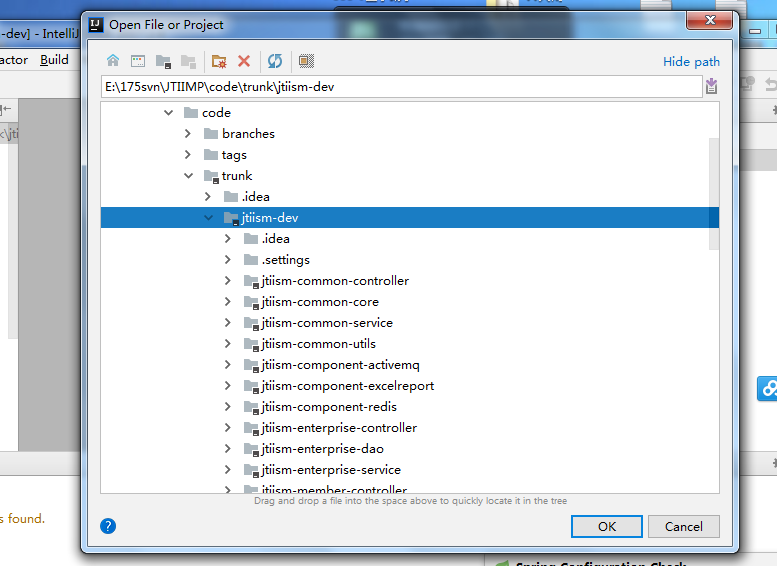 Open File or Project
-dev] - IntelliJ
actor Build
Hide path
E:\175svn\JTIIMP\code\trunk\jtiism-dev
code
branches
tags
trunk
.idea
jtiism-dev
.idea
.settings
jtiism-common-controller
jtiism-common-core
jtiism-common-service
jtiism-common-utils
jtiism-component-activemq
jtiism-component-excelreport
jtiism-component-redis
jtiism-enterprise-controller
jtiism-enterprise-dao
jtiism-enterprise-service
jtiism-member-controller
Drag and drop a file into the space above to quickly locate it in the tree
s found.
OK
Cancel
Spring Configuration Check